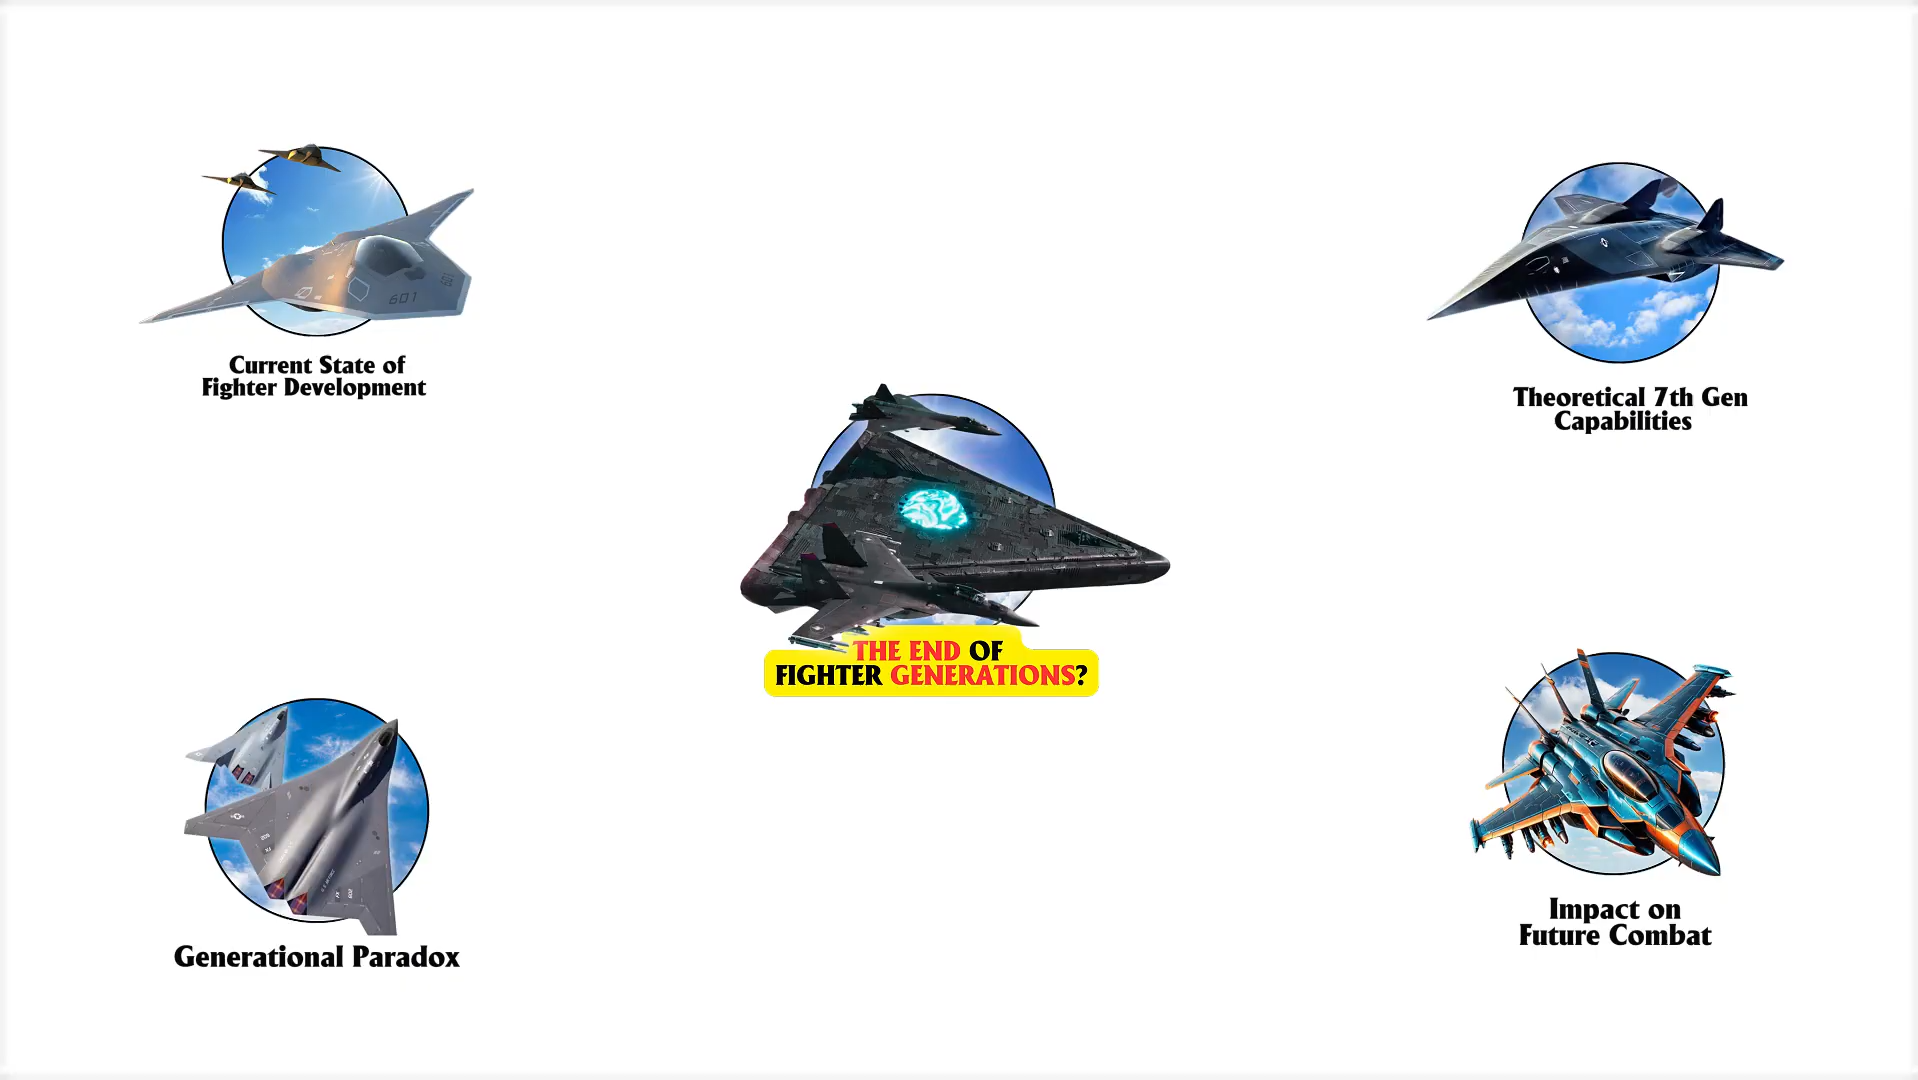 601
Current State of
Fighter Development
Theoretical 7th Gen
Capabilities
THE END OF
FIGHTER GENERATIONS?
Generational Paradox
Impact on
Future Combat